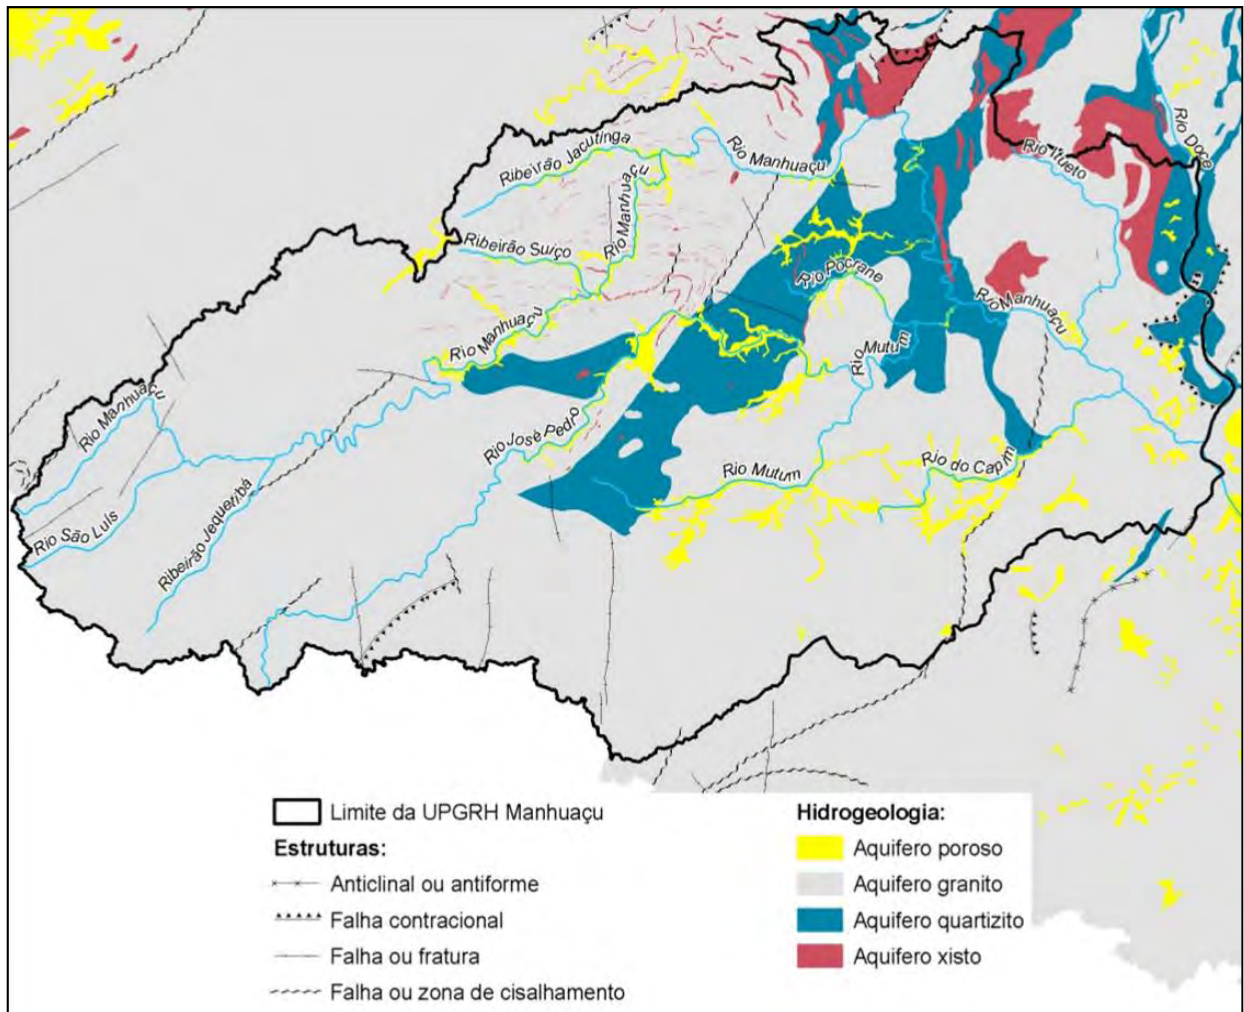 Rio Doce
Rio Itueto
Ribeirão Jacutinga
Rio Manhuaçu
Rio Manhuaçu
Ribeirão Suíço
Rio Pocrane
Rio Manhuaçu
Rio Manhuaçu
Rio Mutum
Rio Manhuaçu
Rio José Pedro
Rio Mutum
Rio do Capim
Rio São Luís
Ribeirão Jequetibá
Limite da UPGRH Manhuaçu
Estruturas:
Anticlinal ou antiforme
Falha contracional
Falha ou fratura
Falha ou zona de cisalhamento
Hidrogeologia:
Aquifero poroso
Aquifero granito
Aquifero quartizito
Aquifero xisto